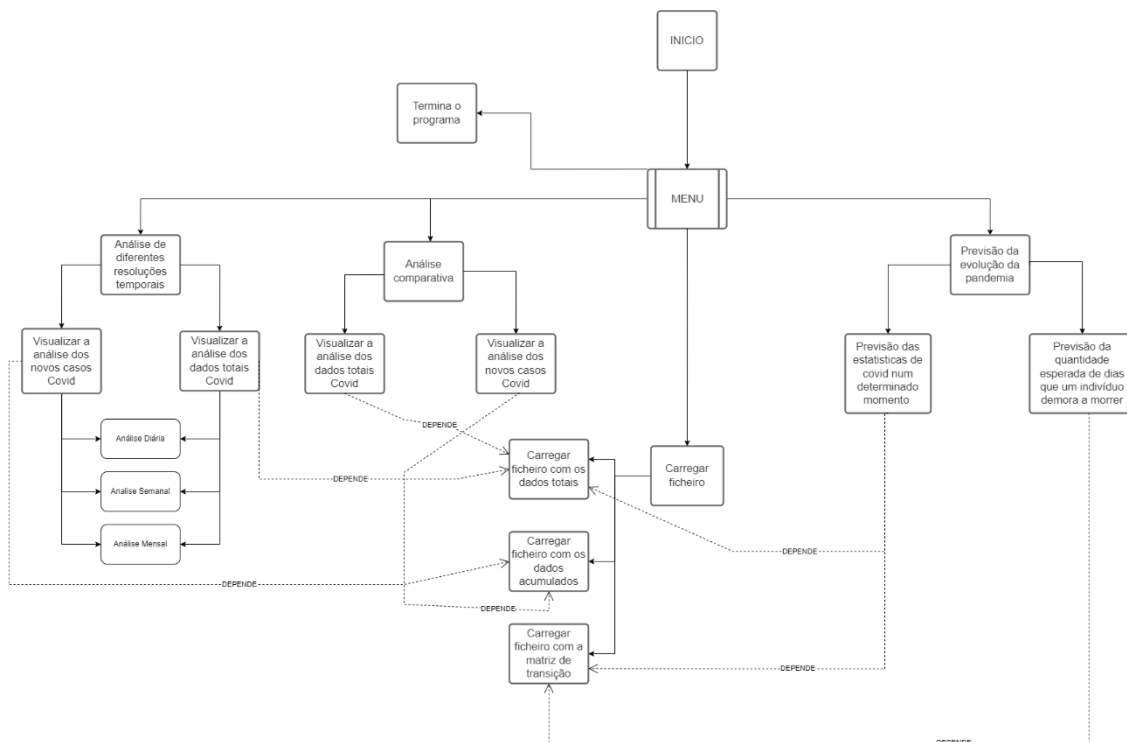 INICIO
Termina o
programa
MENU
Análise de
diferentes
resoluções
temporais
Análise
comparativa
Previsão da
evolução da
pandemia
Visualizar a
análise dos
novos casos
Covid
Visualizar a
análise dos
dados totais
Covid
Visualizar a
análise dos
dados totais
Covid
Visualizar a
análise dos
novos casos
Covid
Previsão das
estatisticas de
covid num
determinado
momento
Previsão da
quantidade
esperada de dias
que um indivíduo
demora a morrer
Análise Diária
Analise Semanal
Análise Mensal
DEPENDE
DEPENDE
Carregar
ficheiro com os
dados totais
Carregar
ficheiro
DEPENDE
Carregar
ficheiro com os
dados
acumulados
DEPENDE
DEPENDE
Carregar
ficheiro com a
matriz de
transição
DEPENDE
DEPENDE